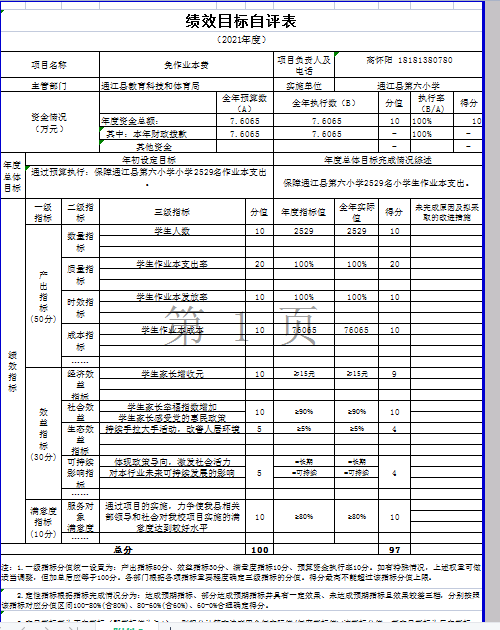 绩效目标自评表
(2021年度)
项目名称 免作业本费 项目负责人及电话 高怀阳 18181380780
主管部门 通江县教育科技和体育局 实施单位 通江县第六小学
资金情况(万元) 全年预算数(A) 全年执行数(B) 分值 执行率(B/A) 得分
年度资金总额: 7.6065 7.6065 10 100% 10
其中:本年财政拨款 7.6065 7.6065 - 100% -
其他资金 - -
年度总体目标 年初设定目标 年度总体目标完成情况综述
通过预算执行:保障通江县第六小学小学2529名作业本支出。 保障通江县第六小学2529名小学生作业本支出。
绩效指标 一级指标 二级指标 三级指标 分值 年度指标值 全年实际值 得分 未完成原因及拟采取的改进措施
产出指标(50分) 数量指标 学生人数 10 2529 2529 10
质量指标 学生作业本支出率 20 100% 100% 20
时效指标 学生作业本发放率 10 100% 100% 10
成本指标 学生作业本成本 10 76065 76065 10
……
第 1 页
效益指标(30分) 经济效益指标 学生家长增收元 10 ≥15元 ≥15元 9
社会效益 学生家长幸福指数增加 10 ≥90% ≥90% 10
学生家长感受党的惠民政策
生态效益指标 持续手拉大手活动,改善人居环境 5 ≥5% ≥5% 4
可持续影响指标 体现政策导向,激发社会活力 5 =长期 =长期 4
对本行业未来可持续发展的影响 =可持续 =可持续
……
满意度指标(10分) 服务对象满意度 通过项目的实施,力争使我县相关部领导和社会对我校项目实施的满意度达到较好水平 10 ≥80% ≥80% 10
总分 100 97
注:1.一级指标分值统一设置为:产出指标50分、效益指标30分、满意度指标10分、预算资金执行率10分。如有特殊情况,上述权重可做适当调整,但加总后应等于100分。各部门根据各项指标重要程度确定三级指标的分值。得分最高不能超过该指标分值上限。
2.定性指标根据指标完成情况分为:达成预期指标、部分达成预期指标并具有一定效果、未达成预期指标且效果较差三档,分别按照该指标对应分值区间100-80%(含80%)、80-60%(含60%)、60-0%合理确定得分。